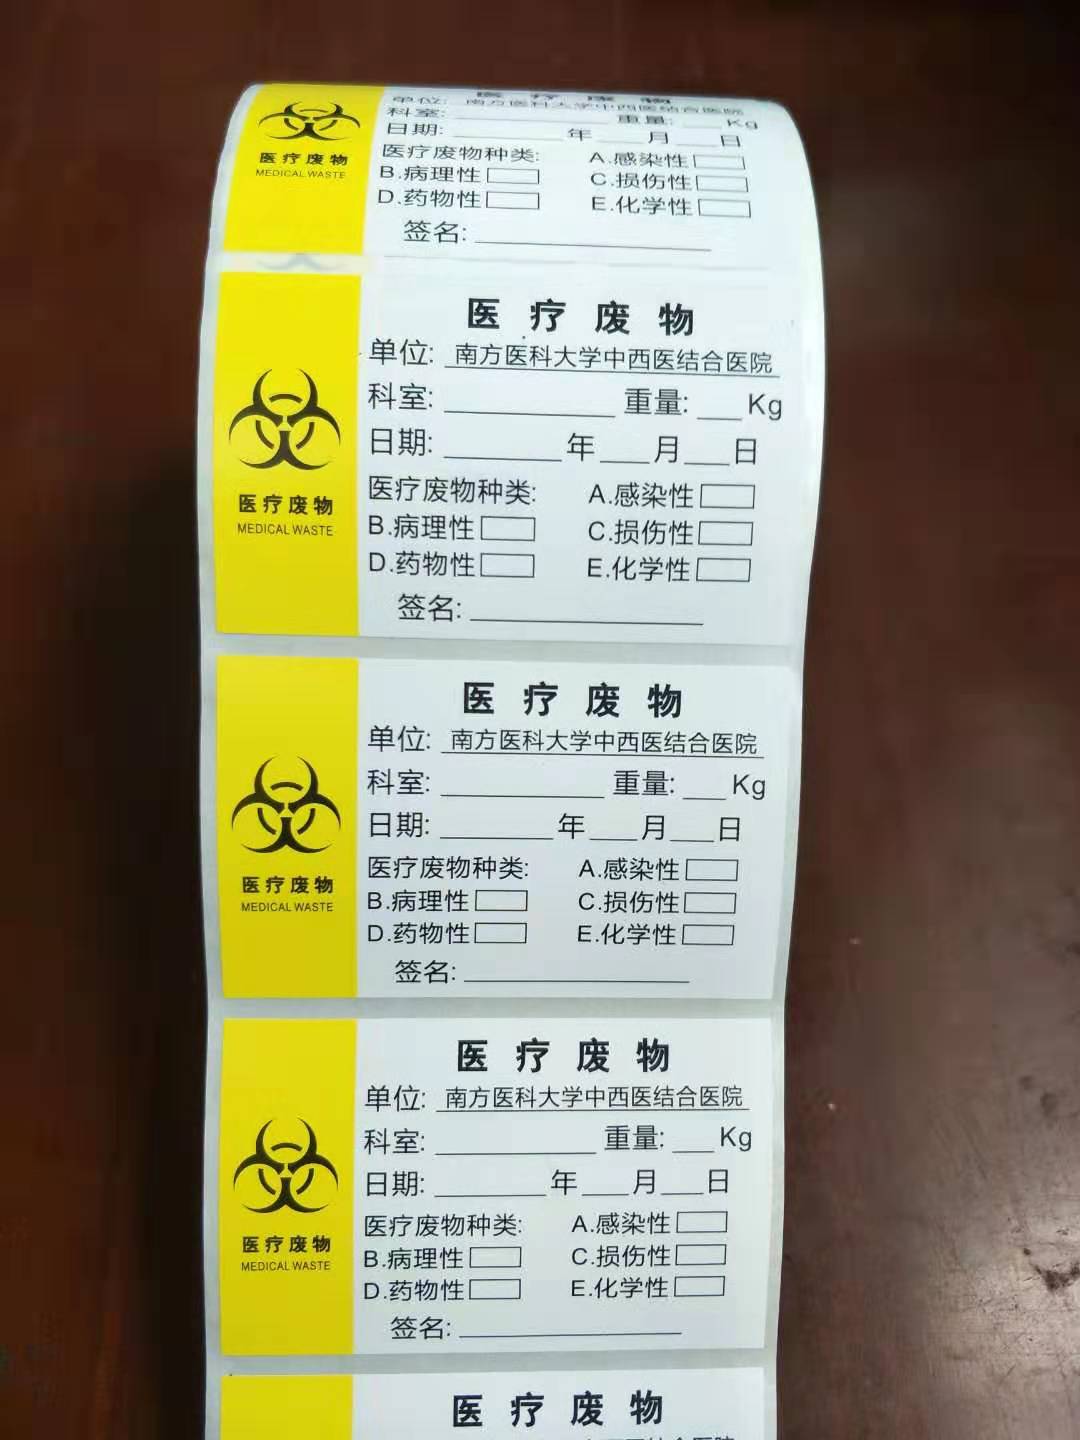 医疗废物
单位: 南方医科大学中西医结合医院
科室: 重量: Kg
日期: 年 月 日
医疗废物种类: A.感染性
B.病理性 C.损伤性
D.药物性 E.化学性
签名:
医疗废物
MEDICAL WASTE
医疗废物
单位: 南方医科大学中西医结合医院
科室: 重量: Kg
日期: 年 月 日
医疗废物种类: A.感染性
B.病理性 C.损伤性
D.药物性 E.化学性
签名:
医疗废物
MEDICAL WASTE
医疗废物
单位: 南方医科大学中西医结合医院
科室: 重量: Kg
日期: 年 月 日
医疗废物种类: A.感染性
B.病理性 C.损伤性
D.药物性 E.化学性
签名:
医疗废物
MEDICAL WASTE
医疗废物
单位: 南方医科大学中西医结合医院
科室: 重量: Kg
日期: 年 月 日
医疗废物种类: A.感染性
B.病理性 C.损伤性
D.药物性 E.化学性
签名:
医疗废物
MEDICAL WASTE
医疗废物